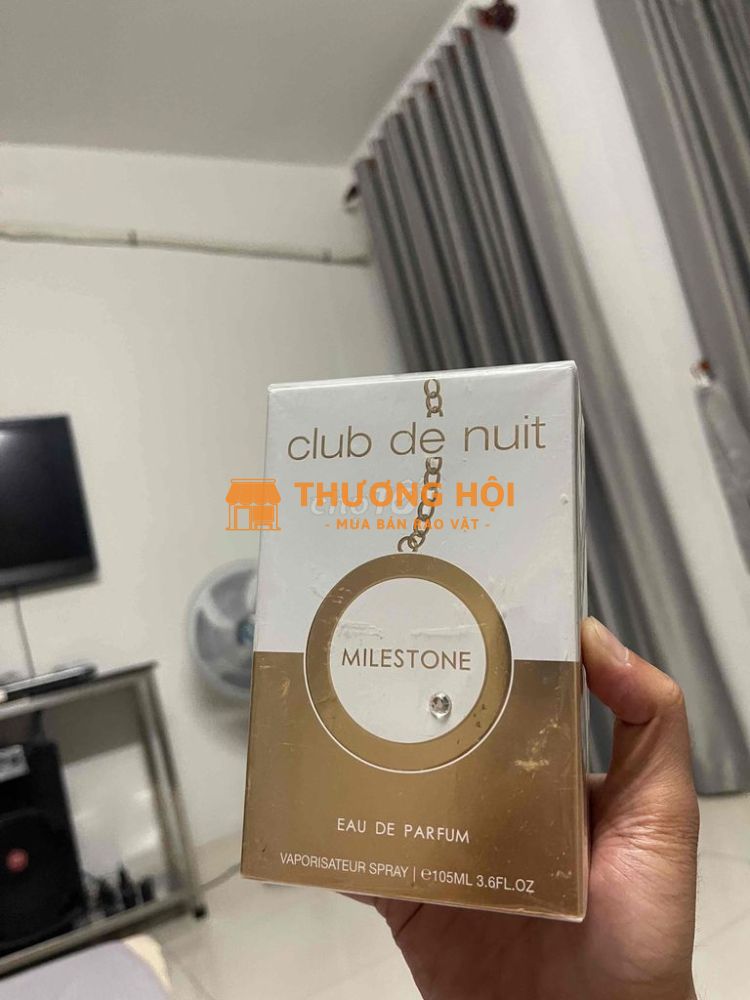 club de nuit
THƯƠNG HỘI
- MUA BÁN RAO VẶT -
MILESTONE
EAU DE PARFUM
VAPORISATEUR SPRAY | ℮105ML 3.6FL.OZ